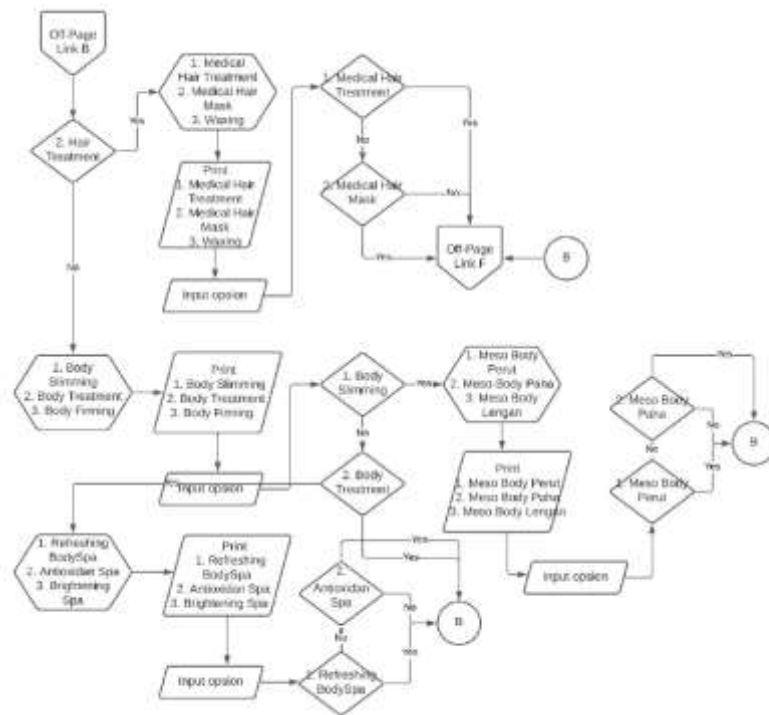 Off-Page
Link B
1. Medical
Hair Treatment
2. Medical Hair
Mask
3. Waxing
1. Medical Hair
Treatment
Yes
Yes
2. Hair
Treatment
No
Print
1. Medical Hair
Treatment
2. Medical Hair
Mask
3. Waxing
2. Medical Hair
Mask
No
Off-Page
Link F
B
Yes
No
Input opsion
1. Body
Slimming
2. Body Treatment
3. Body Firming
Print
1. Body Slimming
2. Body Treatment
3. Body Firming
1. Body
Slimming
Yes
1. Meso Body
Perut
2. Meso Body Paha
3. Meso Body
Lengan
Yes
2. Meso Body
Paha
No
B
No
No
Yes
Input opsion
2. Body
Treatment
Print
1. Meso Body Perut
2. Meso Body Paha
3. Meso Body Lengan
Meso Body
Perut
Input opsion
1. Refreshing
BodySpa
2. Antioxidan Spa
3. Brightening
Spa
Print
1. Refreshing
BodySpa
2. Antioxidan Spa
3. Brightening Spa
Yes
Yes
2.
Antioxidan
Spa
No
B
No
Yes
Input opsion
Refreshing
BodySpa